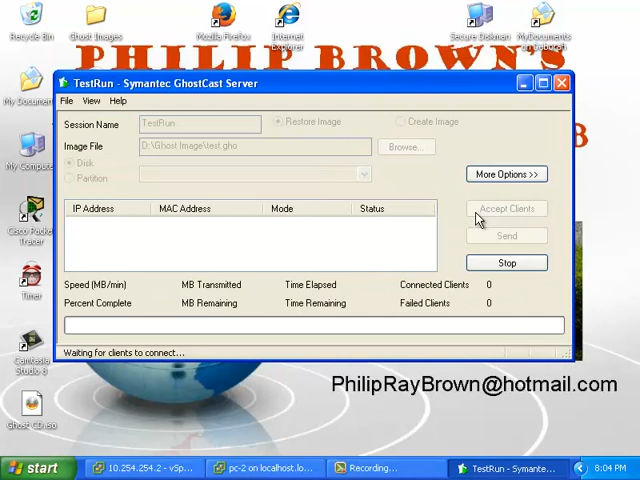 Recycle Bin
Ghost Images
Mozilla Firefox
Internet Explorer
Secure Diskman
MyDocuments on Deborah
PHILIP BROWN'S
TestRun - Symantec GhostCast Server
File View Help
Session Name TestRun Restore Image Create Image
Image File D:\Ghost Image\test.gho Browse...
Disk
Partition
More Options >>
IP Address MAC Address Mode Status
Accept Clients
Send
Stop
Speed (MB/min) MB Transmitted Time Elapsed Connected Clients 0
Percent Complete MB Remaining Time Remaining Failed Clients 0
Waiting for clients to connect...
My Document
My Compute
Cisco Packe
Tracer
Timer
Camtasia
Studio 8
Ghost CD.iso
PhilipRayBrown@hotmail.com
start
10.254.254.2 - vSp...
pc-2 on localhost.lo...
Recording...
TestRun - Symante...
8:04 PM